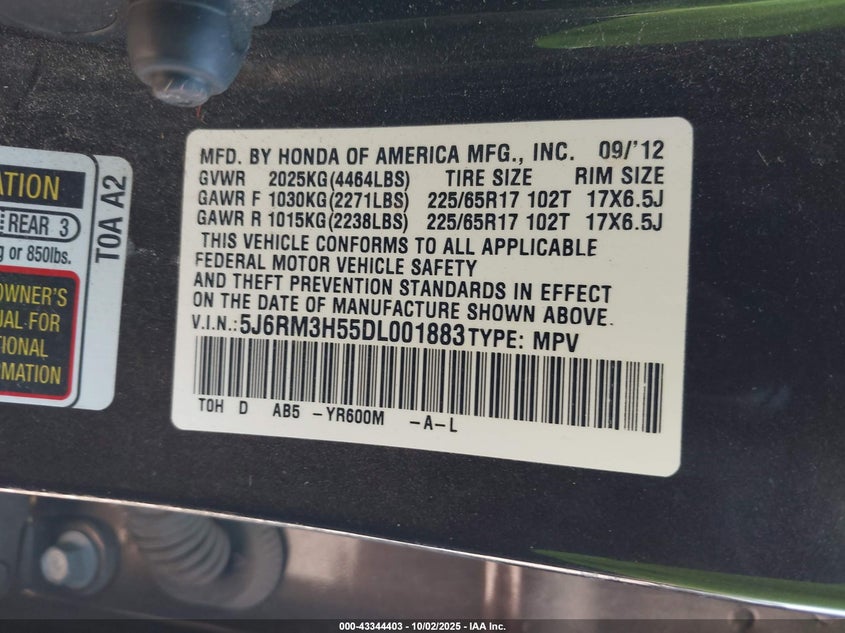 MFD. BY HONDA OF AMERICA MFG., INC. 09/'12
GVWR 2025KG(4464LBS) TIRE SIZE RIM SIZE
GAWR F 1030KG(2271LBS) 225/65R17 102T 17X6.5J
GAWR R 1015KG(2238LBS) 225/65R17 102T 17X6.5J
THIS VEHICLE CONFORMS TO ALL APPLICABLE
FEDERAL MOTOR VEHICLE SAFETY
AND THEFT PREVENTION STANDARDS IN EFFECT
ON THE DATE OF MANUFACTURE SHOWN ABOVE.
V.I.N.:5J6RM3H55DL001883 TYPE: MPV
TOH D AB5 -YR600M -A-L
ATION
REAR 3
g or 850lbs.
OWNER'S
UAL FOR
TIONAL
RMATION
TOA A2
000-43344403 - 10/02/2025 - IAA Inc.